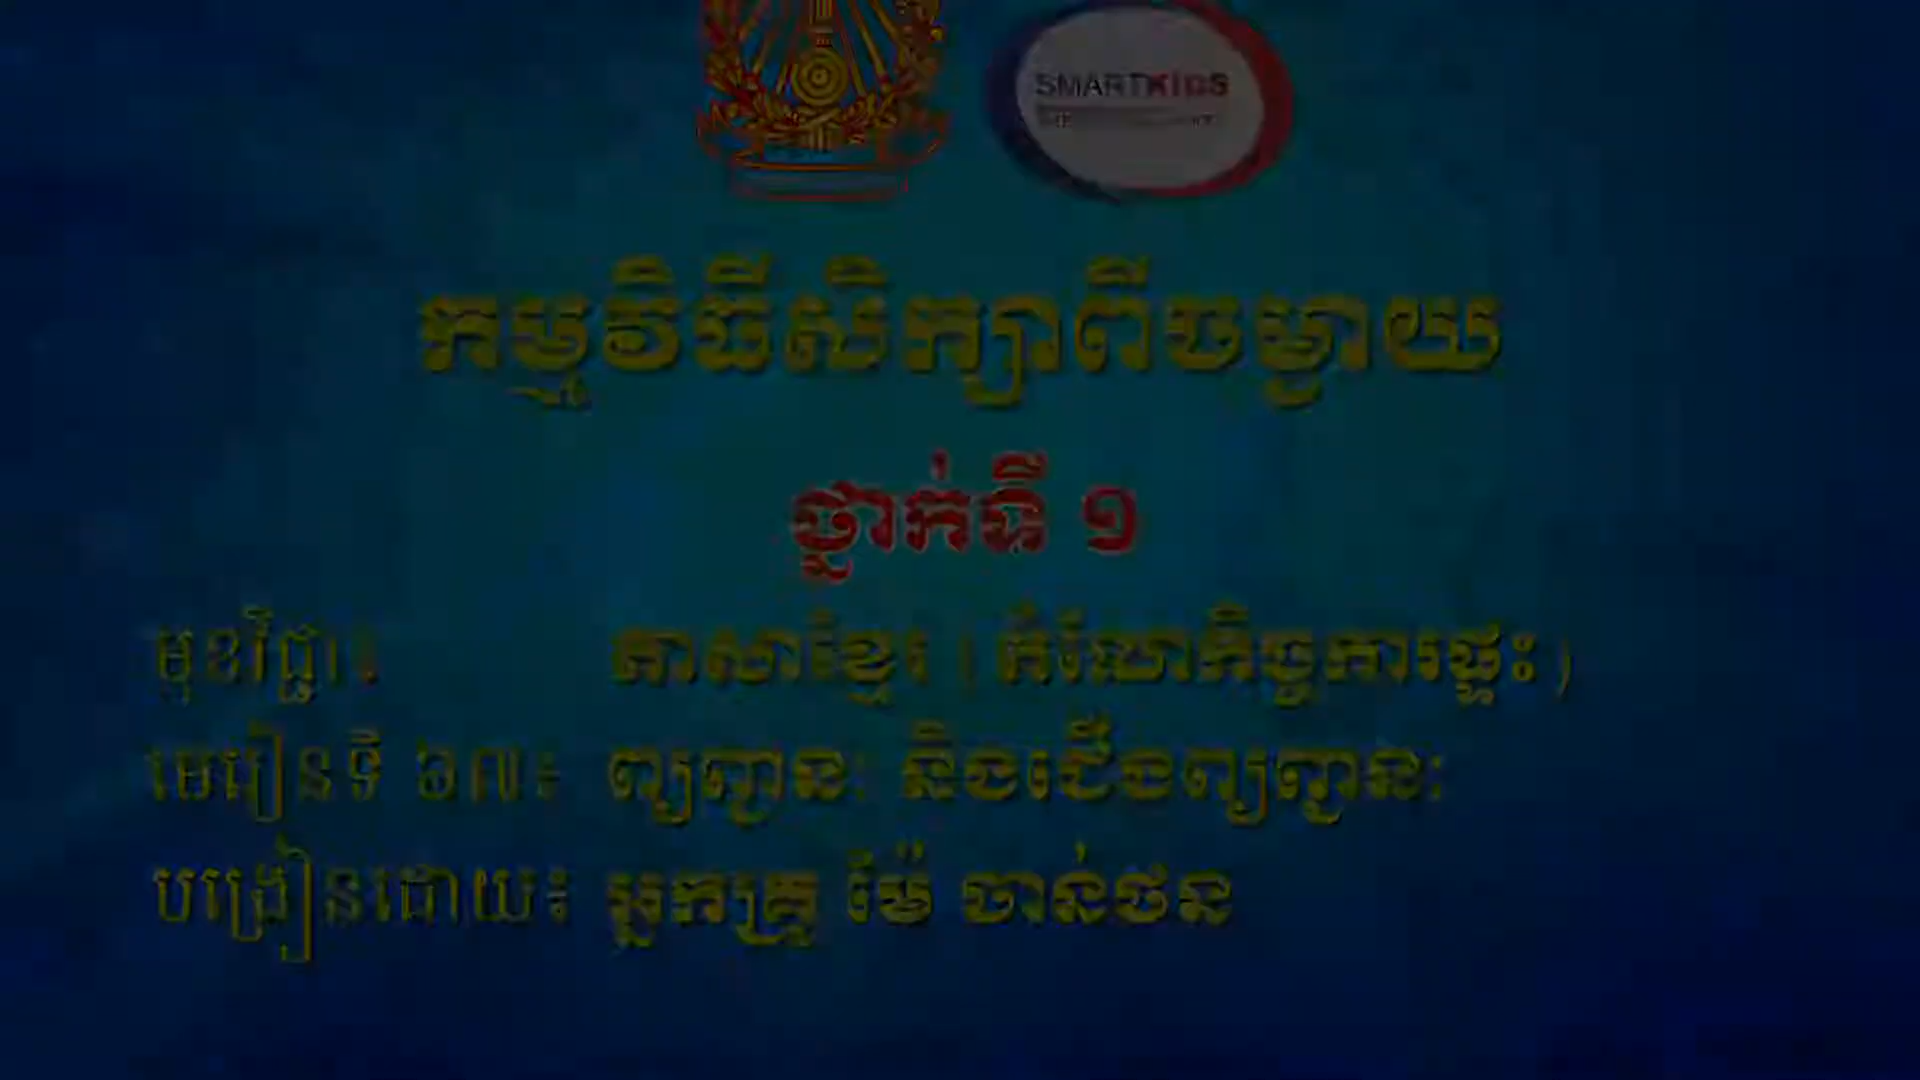 SMARTKIDS
កម្មវិធីសិក្សាពីចម្ងាយ
ថ្នាក់ទី ១
មុខវិជ្ជា៖ ភាសាខ្មែរ ( កំណែកិច្ចការផ្ទះ )
មេរៀនទី ៦៧៖ ព្យញ្ជនៈ និងជើងព្យញ្ជនៈ
បង្រៀនដោយ៖ អ្នកគ្រូ ម៉ៃ ចាន់ថន